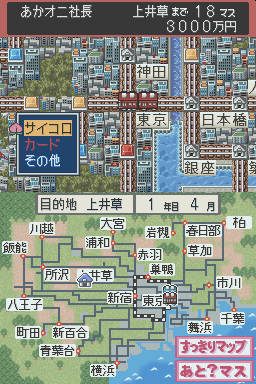 あかオニ社長
上井草まで18マス
3000万円
神田
東京
日本橋
銀座
サイコロ
カード
その他
目的地 上井草
1年目 4月
大宮
柏
川越
岩槻
春日部
浦和
飯能
赤羽
草加
所沢
井草
巣鴨
市川
新宿
東京
八王子
千葉
舞浜
町田
新百合
青葉台
横浜
すっきりマップ
あと?マス